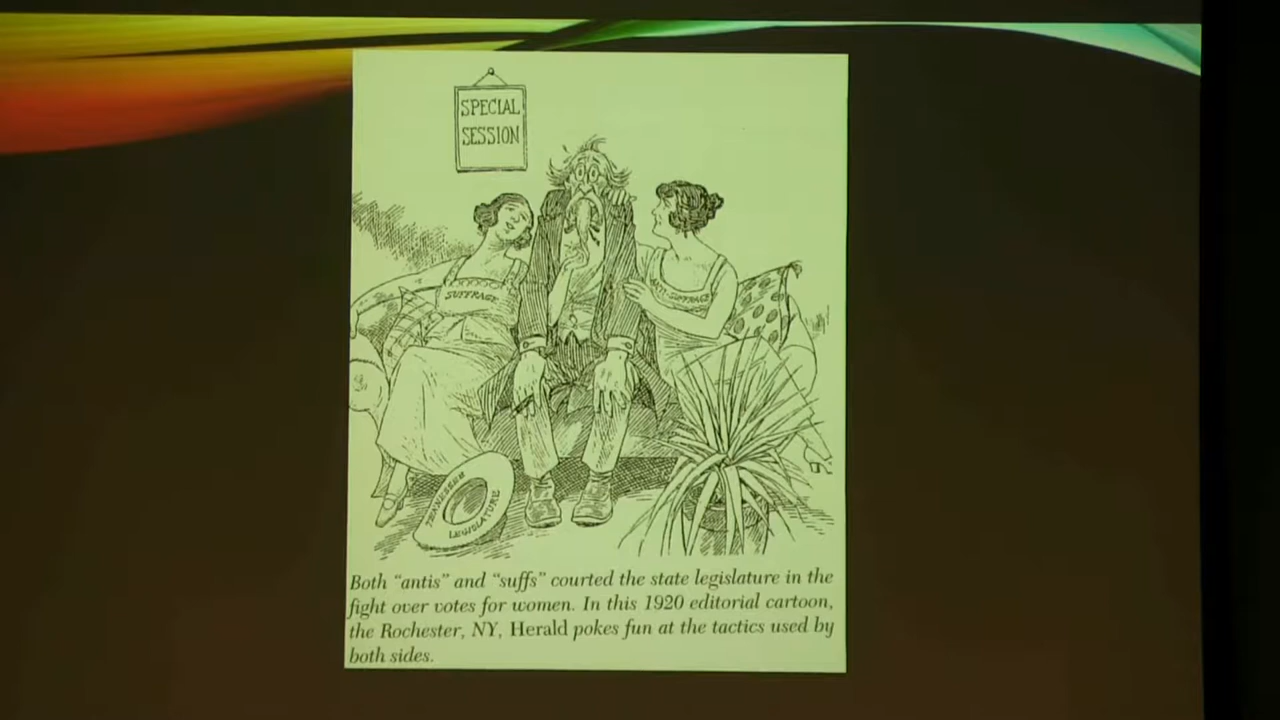 SPECIAL
SESSION
SUFFRAGE
ANTI-SUFFRAGE
TENNESSEE
LEGISLATURE
Both “antis” and “suffs” courted the state legislature in the
fight over votes for women. In this 1920 editorial cartoon,
the Rochester, NY, Herald pokes fun at the tactics used by
both sides.